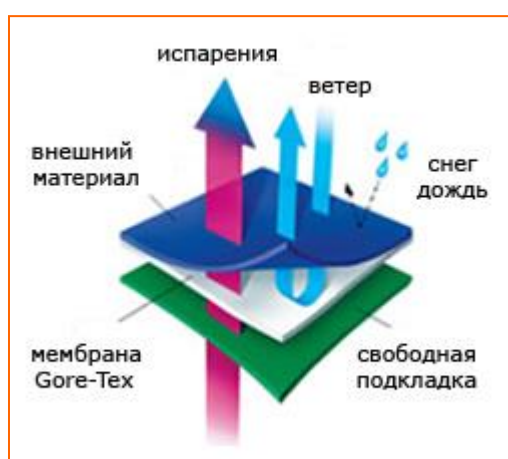 испарения
ветер
внешний
материал
снег
дождь
мембрана
Gore-Tex
свободная
подкладка